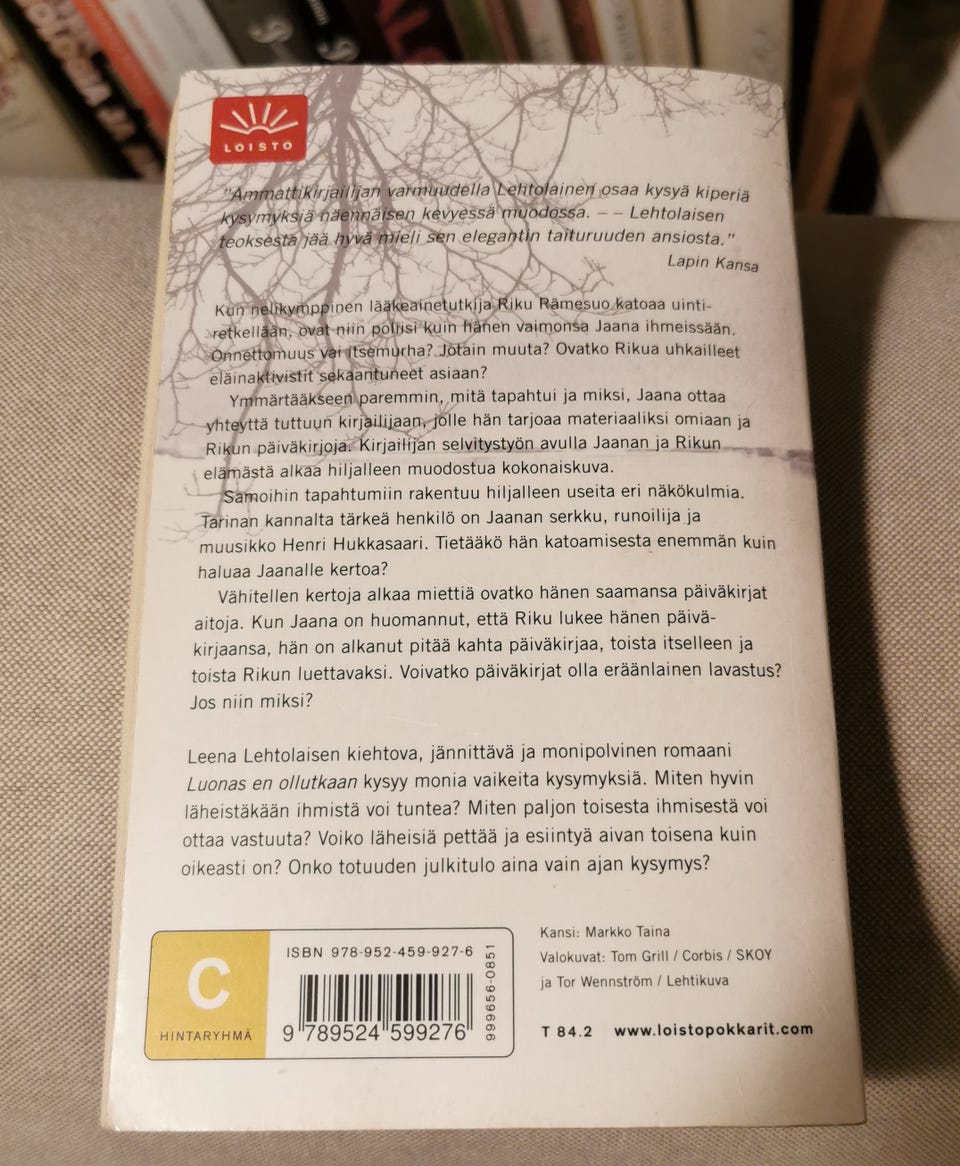 LOISTO
"Ammattikirjailijan varmuudella Lehtolainen osaa kysyä kiperiä
kysymyksiä näennäisen kevyessä muodossa. – – Lehtolaisen
teoksesta jää hyvä mieli sen elegantin taituruuden ansiosta."
Lapin Kansa
Kun nelikymppinen lääkeainetutkija Riku Rämesuo katoaa uinti-
retkellään, ovat niin poliisi kuin hänen vaimonsa Jaana ihmeissään.
Onnettomuus vai itsemurha? Jotain muuta? Ovatko Rikua uhkailleet
eläinaktivistit sekaantuneet asiaan?
Ymmärtääkseen paremmin, mitä tapahtui ja miksi, Jaana ottaa
yhteyttä tuttuun kirjailijaan, jolle hän tarjoaa materiaaliksi omiaan ja
Rikun päiväkirjoja. Kirjailijan selvitystyön avulla Jaanan ja Rikun
elämästä alkaa hiljalleen muodostua kokonaiskuva.
Samoihin tapahtumiin rakentuu hiljalleen useita eri näkökulmia.
Tarinan kannalta tärkeä henkilö on Jaanan serkku, runoilija ja
muusikko Henri Hukkasaari. Tietääkö hän katoamisesta enemmän kuin
haluaa Jaanalle kertoa?
Vähitellen kertoja alkaa miettiä ovatko hänen saamansa päiväkirjat
aitoja. Kun Jaana on huomannut, että Riku lukee hänen päivä-
kirjaansa, hän on alkanut pitää kahta päiväkirjaa, toista itselleen ja
toista Rikun luettavaksi. Voivatko päiväkirjat olla eräänlainen lavastus?
Jos niin miksi?
Leena Lehtolaisen kiehtova, jännittävä ja monipolvinen romaani
Luonas en ollutkaan kysyy monia vaikeita kysymyksiä. Miten hyvin
läheistäkään ihmistä voi tuntea? Miten paljon toisesta ihmisestä voi
ottaa vastuuta? Voiko läheisiä pettää ja esiintyä aivan toisena kuin
oikeasti on? Onko totuuden julkitulo aina vain ajan kysymys?
C
HINTARYHMÄ
ISBN 978-952-459-927-6
9 789524 599276
999656-0851
Kansi: Markko Taina
Valokuvat: Tom Grill / Corbis / SKOY
ja Tor Wennström / Lehtikuva
T 84.2 www.loistopokkarit.com